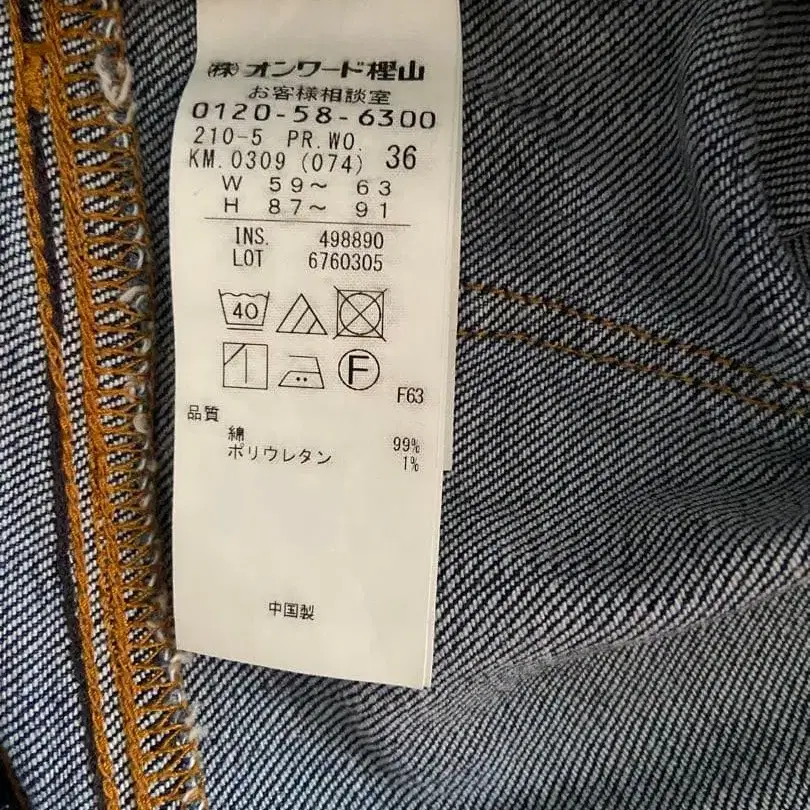 (株)オンワード樫山
お客様相談室
0120-58-6300
210-5 PR.WO.
KM.0309 (074) 36
W 59～ 63
H 87～ 91
INS. 498890
LOT 6760305
40
F
F63
品質
綿 99%
ポリウレタン 1%
中国製